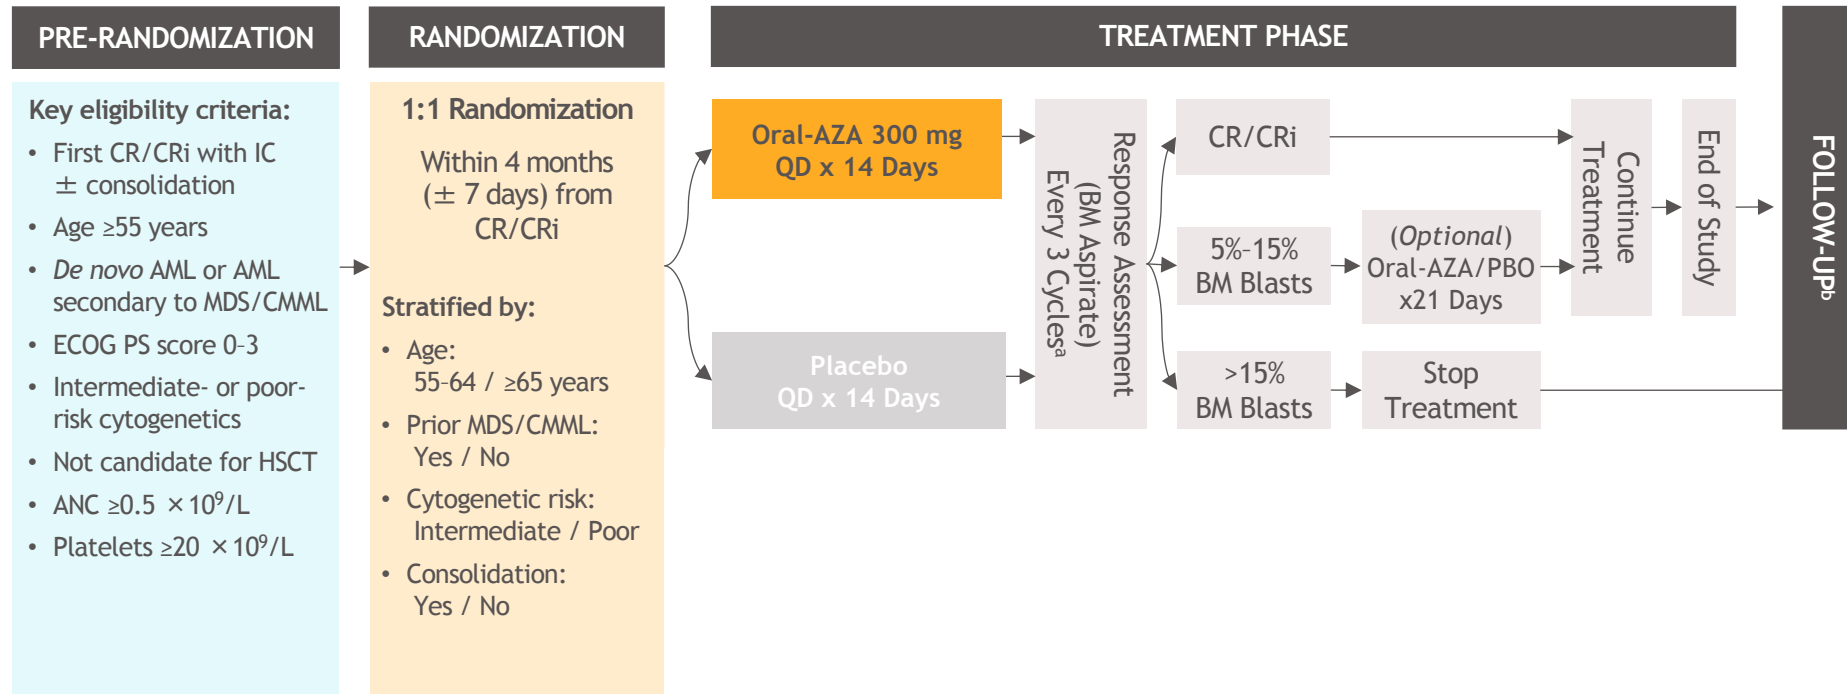 PRE-RANDOMIZATION
Key eligibility criteria:
• First CR/CRi with IC
± consolidation
• Age ≥55 years
• De novo AML or AML
secondary to MDS/CMML
• ECOG PS score 0-3
• Intermediate- or poor-
risk cytogenetics
• Not candidate for HSCT
• ANC ≥0.5 ×10⁹/L
• Platelets ≥20 ×10⁹/L
RANDOMIZATION
1:1 Randomization
Within 4 months
(± 7 days) from
CR/CRi
Stratified by:
• Age:
55-64 / ≥65 years
• Prior MDS/CMML:
Yes / No
• Cytogenetic risk:
Intermediate / Poor
• Consolidation:
Yes / No
TREATMENT PHASE
Oral-AZA 300 mg
QD x 14 Days
Placebo
QD x 14 Days
Response Assessment
(BM Aspirate)
Every 3 Cyclesᵃ
CR/CRi
5%-15%
BM Blasts
>15%
BM Blasts
(Optional)
Oral-AZA/PBO
x21 Days
Stop
Treatment
Continue
Treatment
End of Study
FOLLOW-UPᵇ